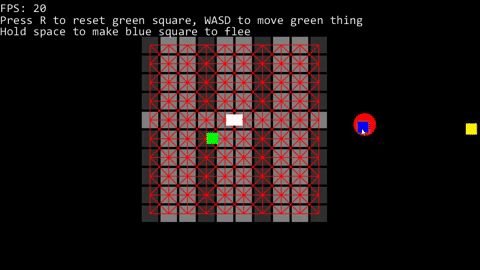 FPS: 20
Press R to reset green square, WASD to move green thing
Hold space to make blue square to flee